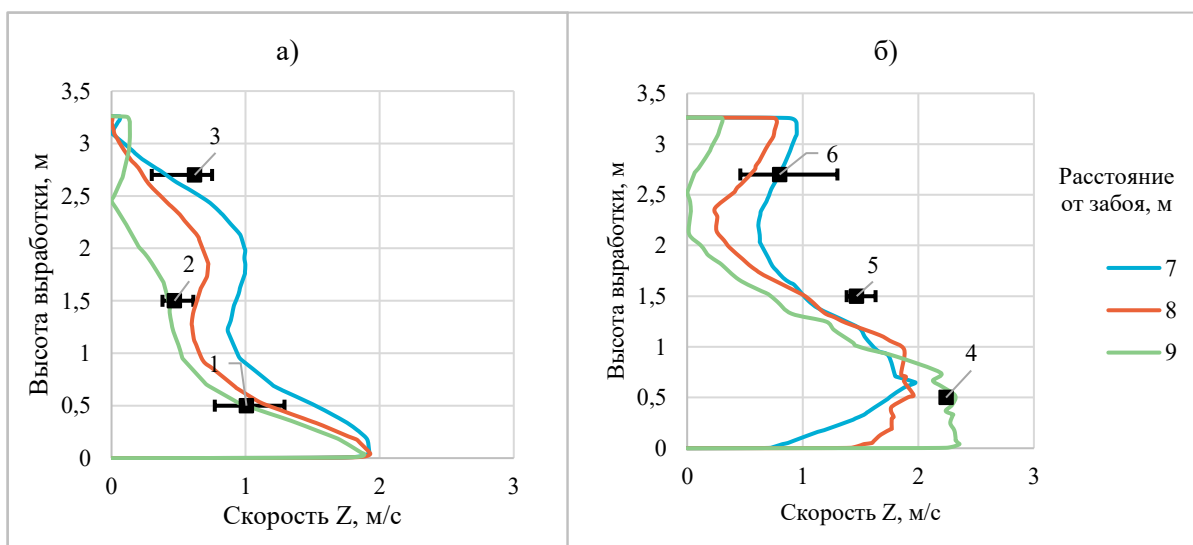 а)
3,5
3
2,5
2
1,5
1
0,5
0
Высота выработки, м
3
2
1
0 1 2 3
Скорость Z, м/с
б)
3,5
3
2,5
2
1,5
1
0,5
0
Высота выработки, м
6
5
4
0 1 2 3
Скорость Z, м/с
Расстояние
от забоя, м
7
8
9